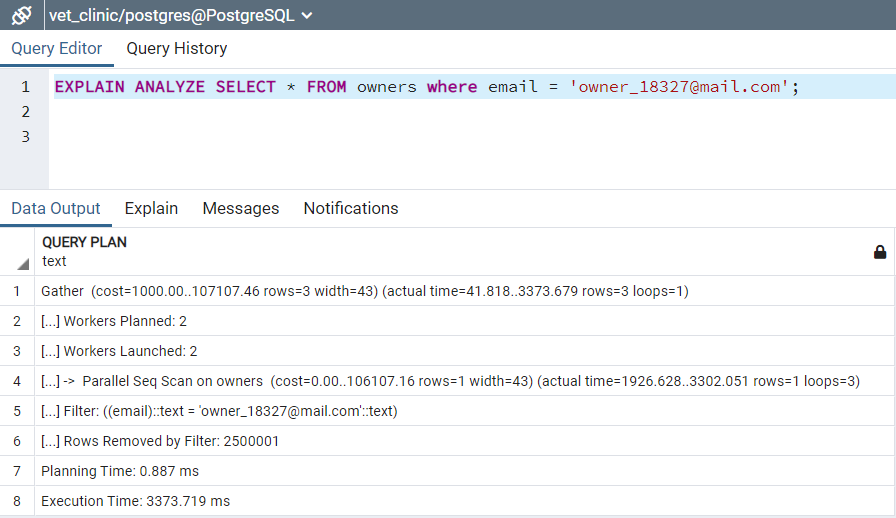 vet_clinic/postgres@PostgreSQL
Query Editor Query History
1 EXPLAIN ANALYZE SELECT * FROM owners where email = 'owner_18327@mail.com';
2
3
Data Output Explain Messages Notifications
QUERY PLAN
text
1 Gather (cost=1000.00..107107.46 rows=3 width=43) (actual time=41.818..3373.679 rows=3 loops=1)
2 [...] Workers Planned: 2
3 [...] Workers Launched: 2
4 [...] -> Parallel Seq Scan on owners (cost=0.00..106107.16 rows=1 width=43) (actual time=1926.628..3302.051 rows=1 loops=3)
5 [...] Filter: ((email)::text = 'owner_18327@mail.com'::text)
6 [...] Rows Removed by Filter: 2500001
7 Planning Time: 0.887 ms
8 Execution Time: 3373.719 ms